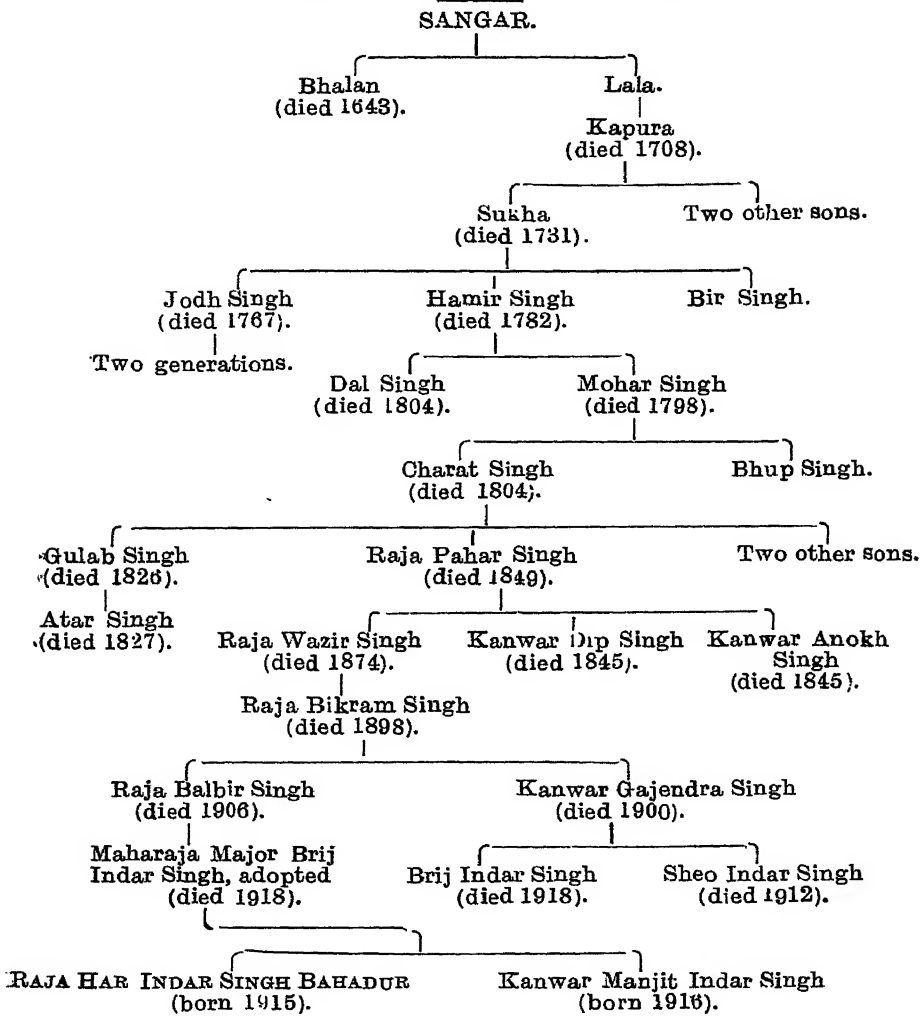 SANGAR.
Bhalan
(died 1643).
Lala.
Kapura
(died 1708).
Sukha
(died 1731).
Two other sons.
Jodh Singh
(died 1767).
Two generations.
Hamir Singh
(died 1782).
Bir Singh.
Dal Singh
(died 1804).
Mohar Singh
(died 1798).
Charat Singh
(died 1804).
Bhup Singh.
Gulab Singh
(died 1826).
Raja Pahar Singh
(died 1849).
Two other sons.
Atar Singh
(died 1827).
Raja Wazir Singh
(died 1874).
Kanwar Dip Singh
(died 1845).
Kanwar Anokh
Singh
(died 1845).
Raja Bikram Singh
(died 1898).
Raja Balbir Singh
(died 1906).
Kanwar Gajendra Singh
(died 1900).
Maharaja Major Brij
Indar Singh, adopted
(died 1918).
Brij Indar Singh
(died 1918).
Sheo Indar Singh
(died 1912).
RAJA HAR INDAR SINGH BAHADUR
(born 1915).
Kanwar Manjit Indar Singh
(born 1916).